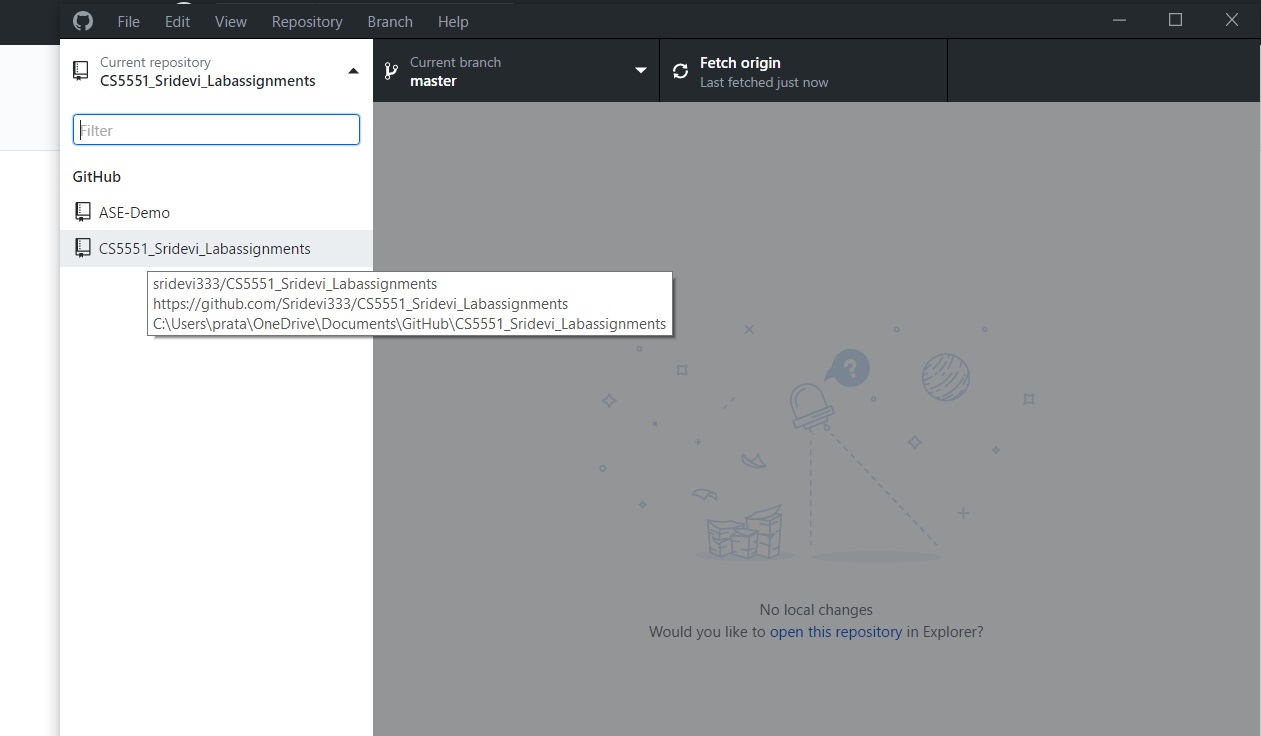 File Edit View Repository Branch Help
Current repository
CS5551_Sridevi_Labassignments
Current branch
master
Fetch origin
Last fetched just now
Filter
GitHub
ASE-Demo
CS5551_Sridevi_Labassignments
sridevi333/CS5551_Sridevi_Labassignments
https://github.com/Sridevi333/CS5551_Sridevi_Labassignments
C:\Users\prata\OneDrive\Documents\GitHub\CS5551_Sridevi_Labassignments
?
No local changes
Would you like to open this repository in Explorer?